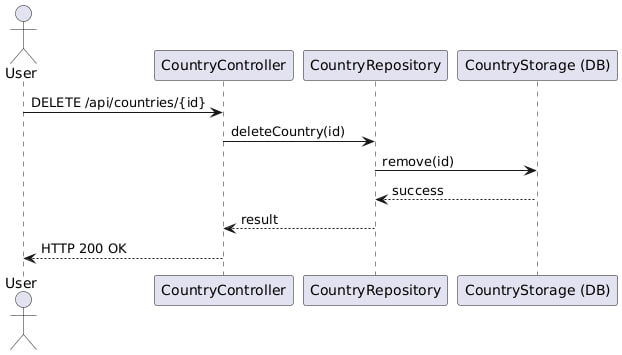 User
CountryController
CountryRepository
CountryStorage (DB)
DELETE /api/countries/{id}
deleteCountry(id)
remove(id)
success
result
HTTP 200 OK
User
CountryController
CountryRepository
CountryStorage (DB)